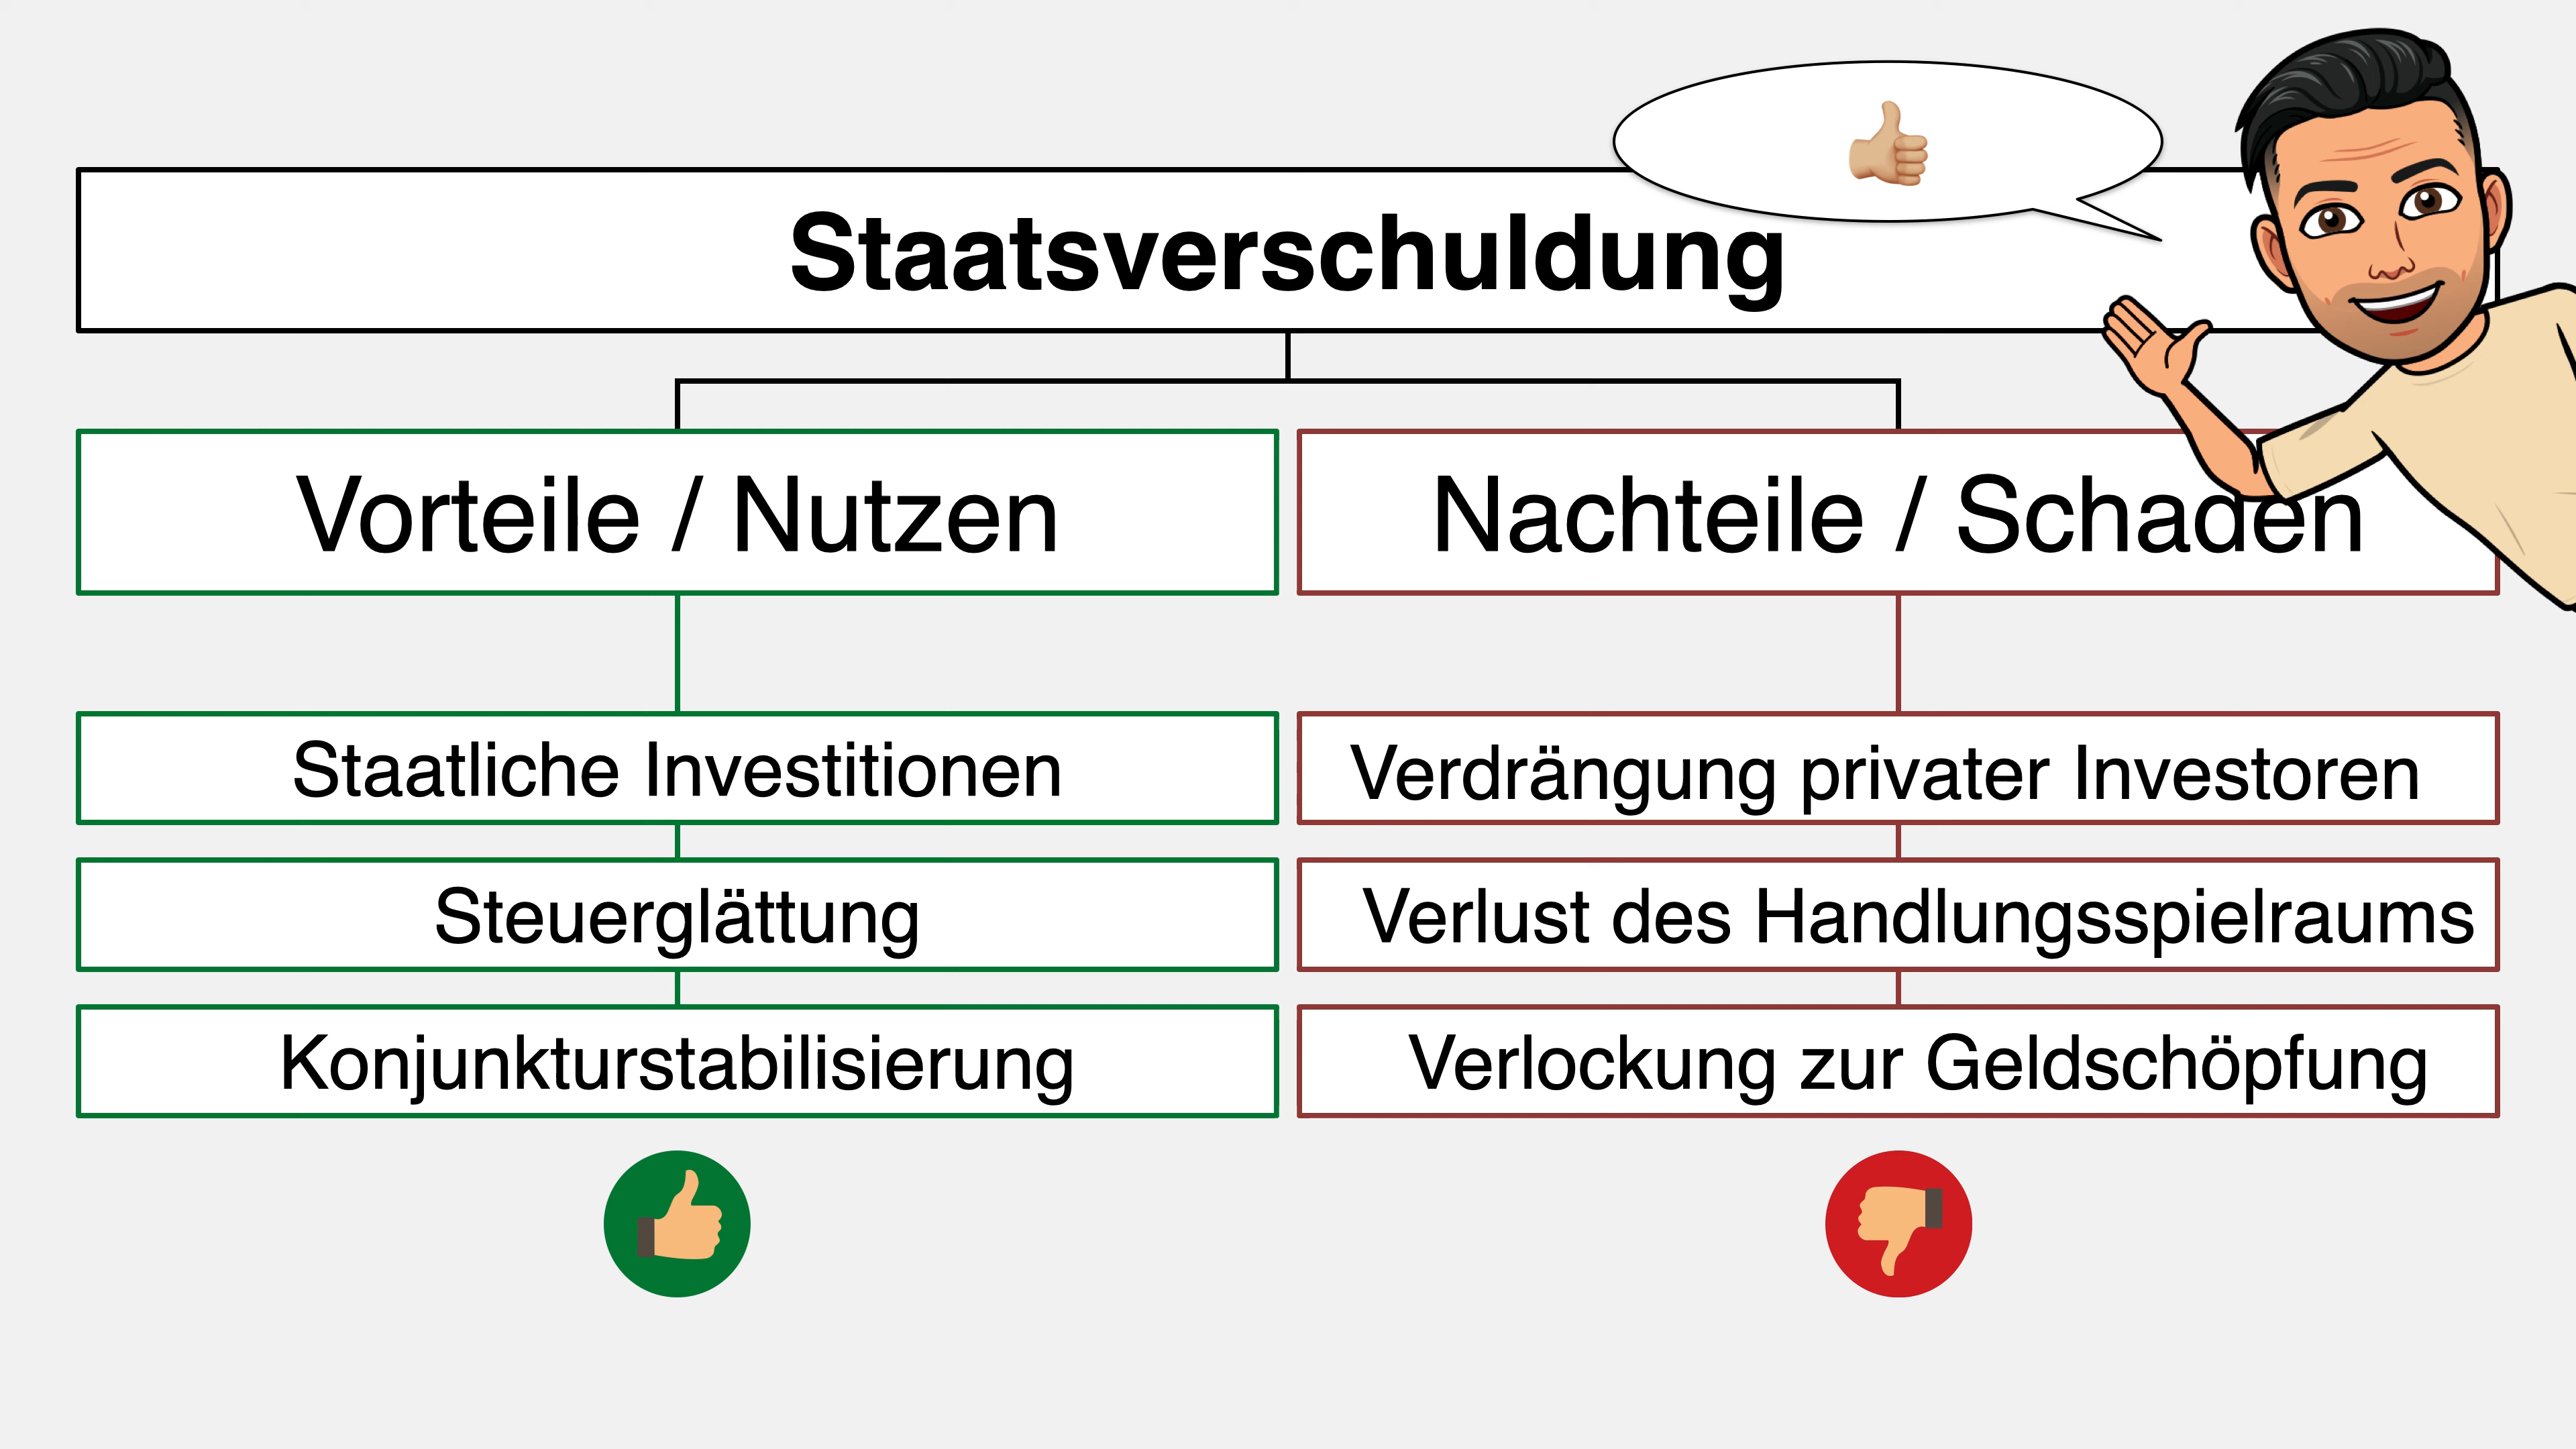 Staatsverschuldung
Vorteile / Nutzen
Nachteile / Schaden
Staatliche Investitionen
Verdrängung privater Investoren
Steuerglättung
Verlust des Handlungsspielraums
Konjunkturstabilisierung
Verlockung zur Geldschöpfung